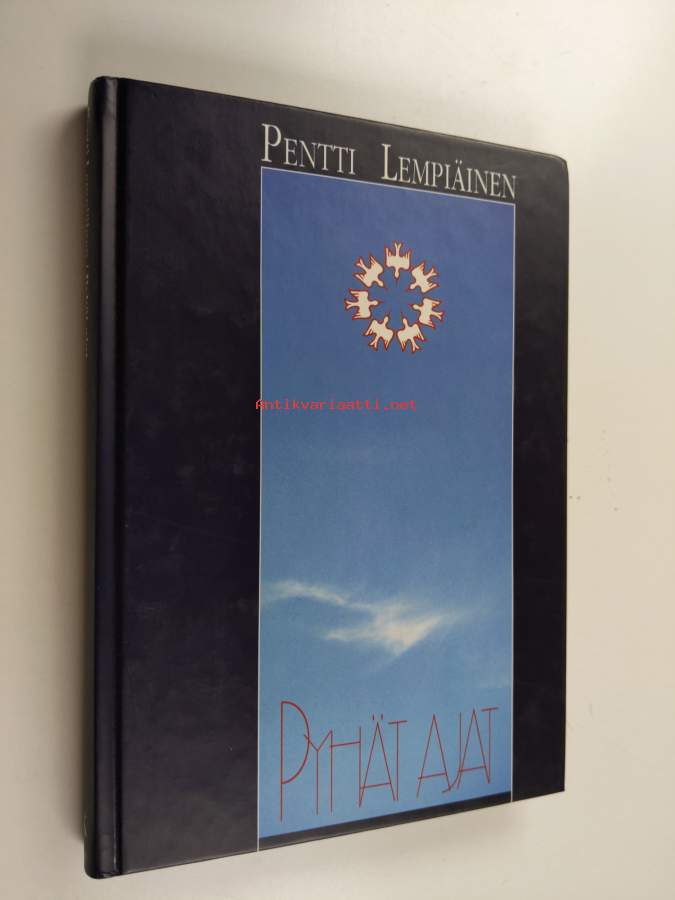 PENTTI LEMPIÄINEN
Antikvariaatti.net
PYHÄT AJAT